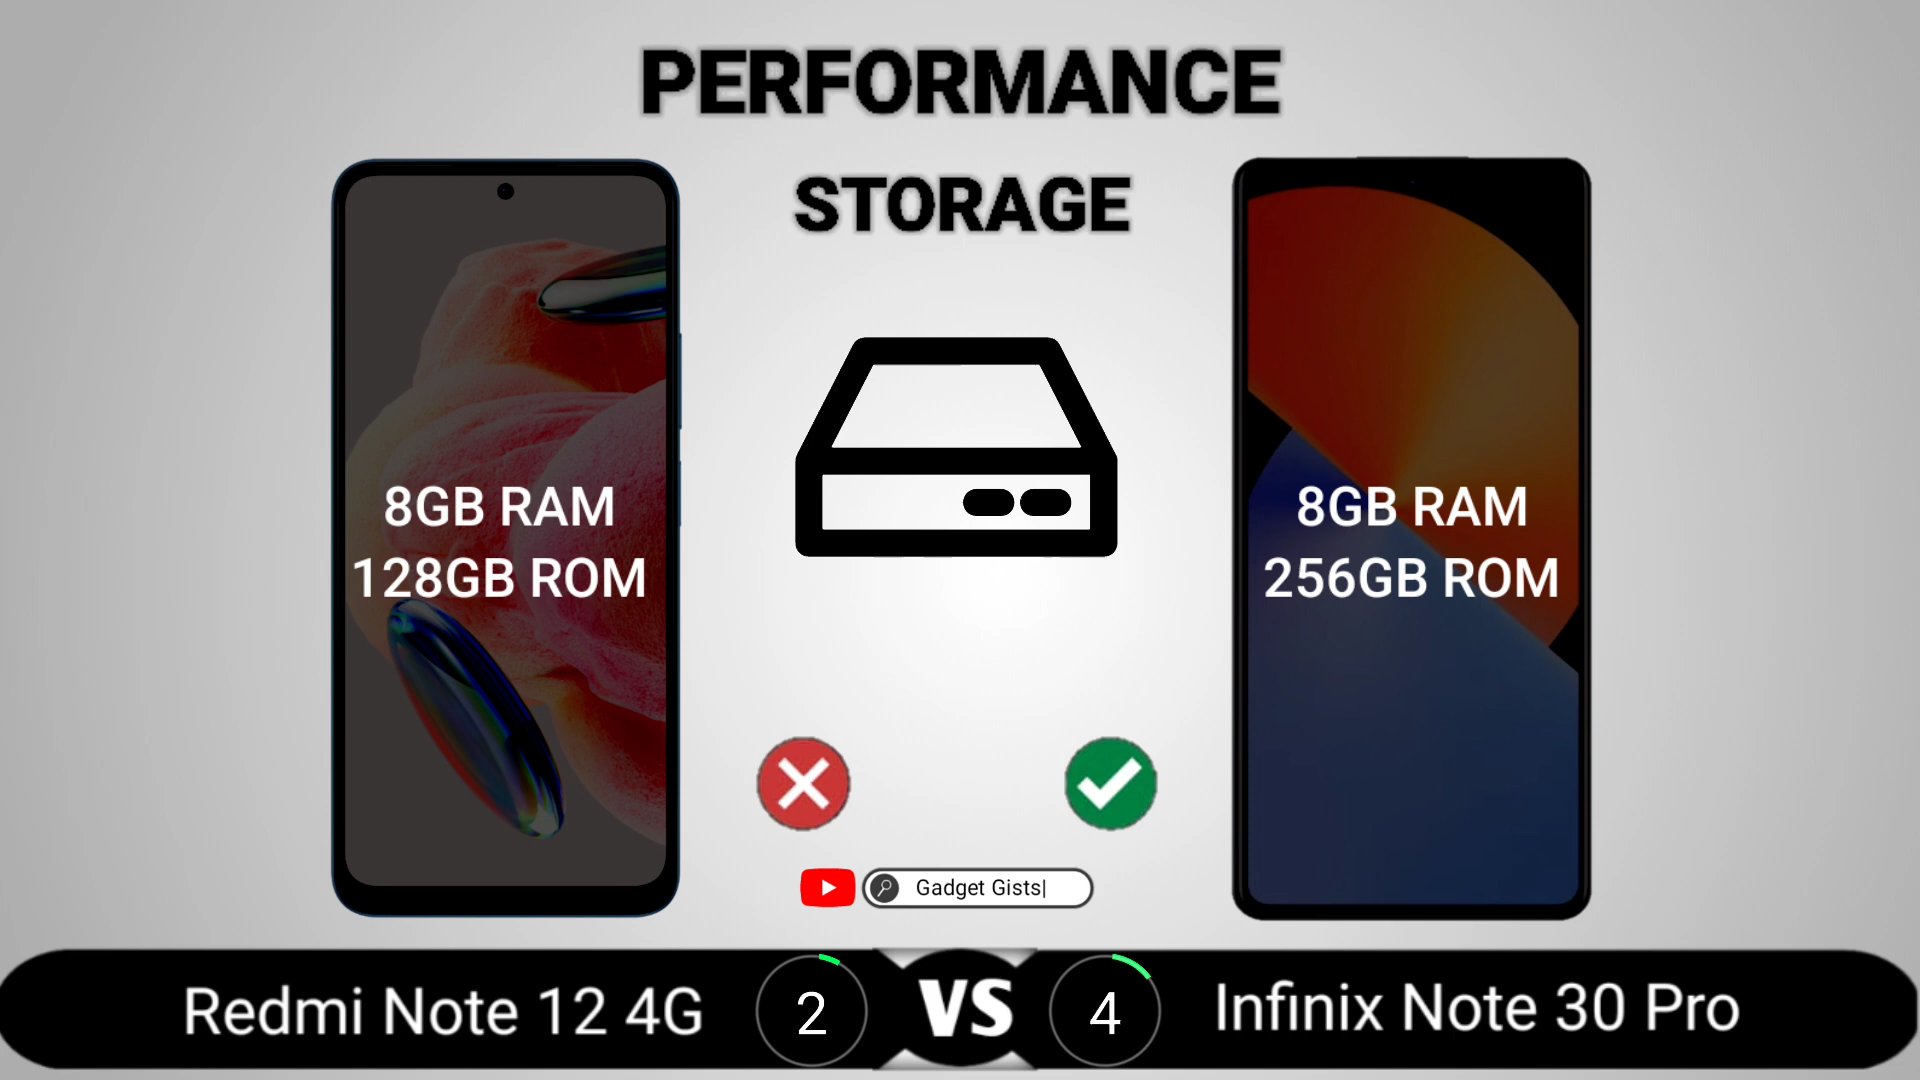 PERFORMANCE
STORAGE
8GB RAM
128GB ROM
8GB RAM
256GB ROM
Gadget Gists|
Redmi Note 12 4G
2
VS
4
Infinix Note 30 Pro